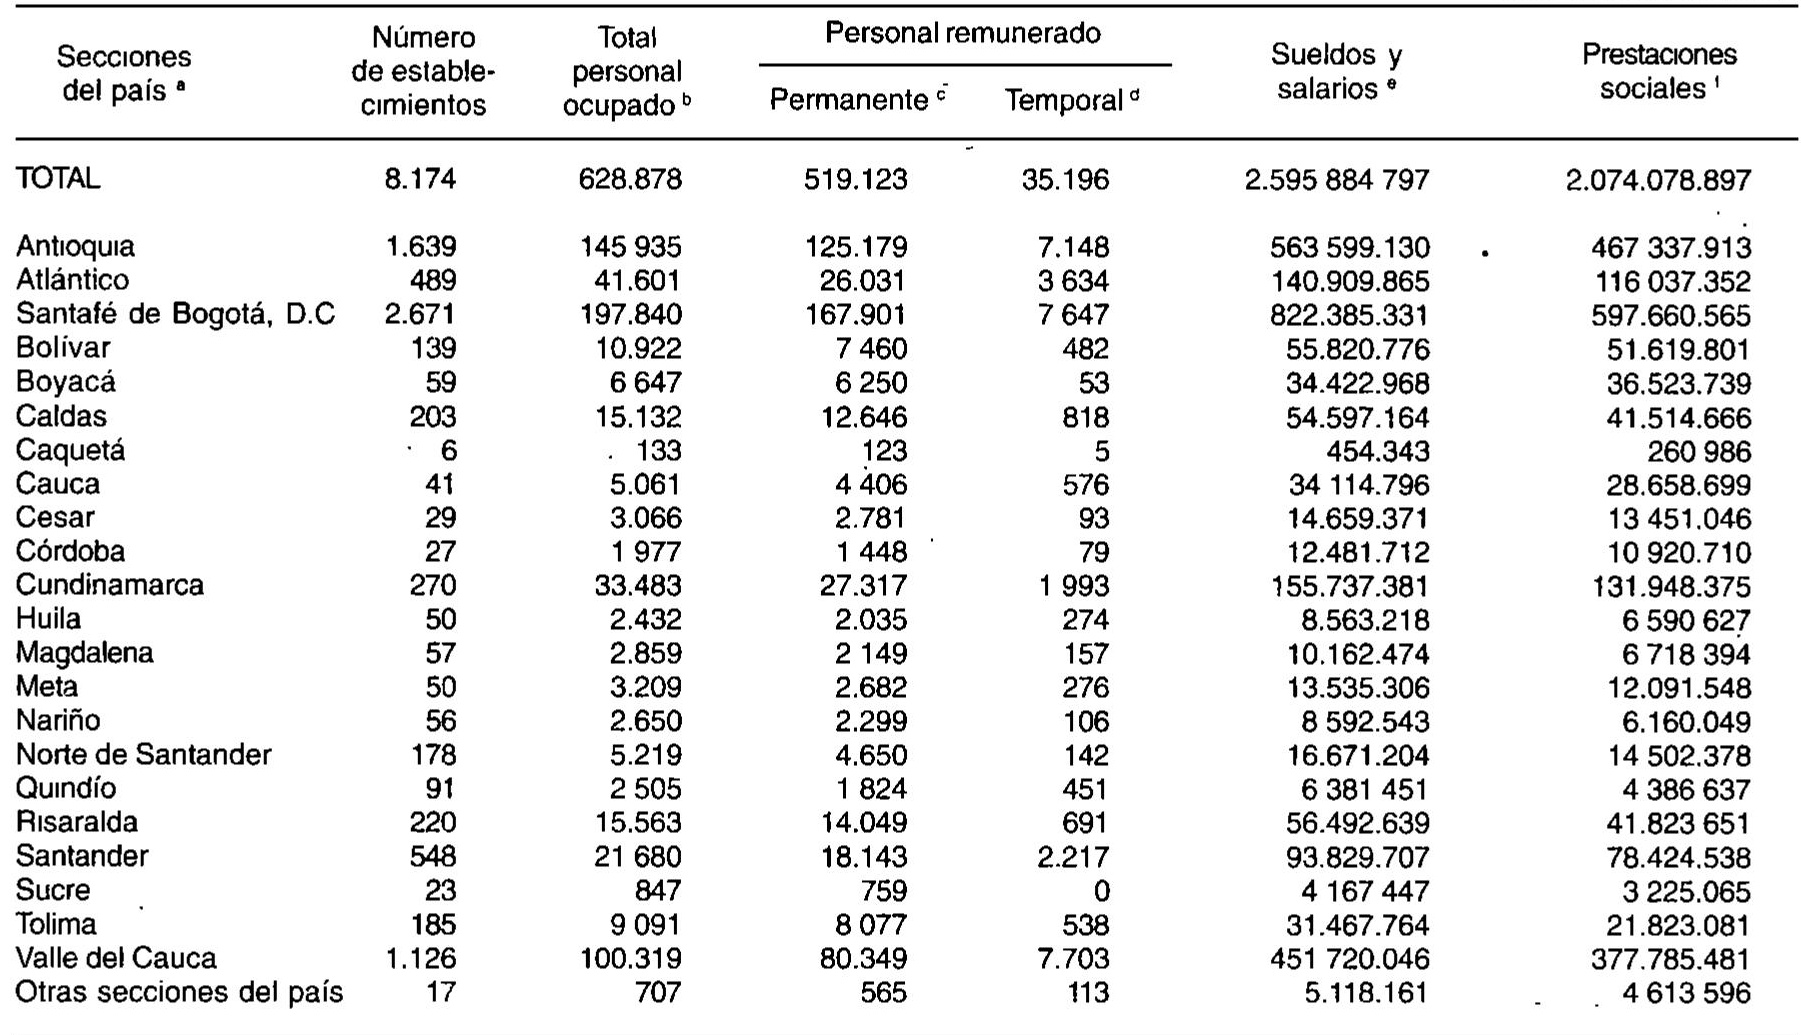 Secciones del país a Número de estable-cimientos Total personal ocupado b Personal remunerado Permanente c Temporal d Sueldos y salarios e Prestaciones sociales f
TOTAL 8.174 628.878 519.123 35.196 2.595 884 797 2.074.078.897
Antioquia 1.639 145 935 125.179 7.148 563 599.130 467 337.913
Atlántico 489 41.601 26.031 3 634 140.909.865 116 037.352
Santafé de Bogotá, D.C 2.671 197.840 167.901 7 647 822.385.331 597.660.565
Bolívar 139 10.922 7 460 482 55.820.776 51.619.801
Boyacá 59 6 647 6 250 53 34.422.968 36.523.739
Caldas 203 15.132 12.646 818 54.597.164 41.514.666
Caquetá 6 133 123 5 454.343 260 986
Cauca 41 5.061 4 406 576 34 114.796 28.658.699
Cesar 29 3.066 2.781 93 14.659.371 13 451.046
Córdoba 27 1 977 1 448 79 12.481.712 10 920.710
Cundinamarca 270 33.483 27.317 1 993 155.737.381 131.948.375
Huila 50 2.432 2.035 274 8.563.218 6 590 627
Magdalena 57 2.859 2 149 157 10.162.474 6 718 394
Meta 50 3.209 2.682 276 13.535.306 12.091.548
Nariño 56 2.650 2.299 106 8 592.543 6.160.049
Norte de Santander 178 5.219 4.650 142 16.671.204 14 502.378
Quindío 91 2 505 1 824 451 6 381 451 4 386 637
Risaralda 220 15.563 14.049 691 56.492.639 41.823 651
Santander 548 21 680 18.143 2.217 93.829.707 78.424.538
Sucre 23 847 759 0 4 167 447 3 225.065
Tolima 185 9 091 8 077 538 31.467.764 21.823.081
Valle del Cauca 1.126 100.319 80.349 7.703 451 720.046 377.785.481
Otras secciones del país 17 707 565 113 5.118.161 4 613 596